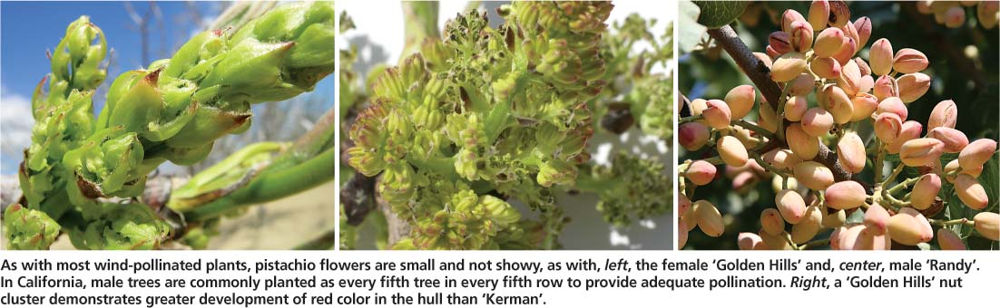 As with most wind-pollinated plants, pistachio flowers are small and not showy, as with, left, the female ‘Golden Hills’ and, center, male ‘Randy’.
In California, male trees are commonly planted as every fifth tree in every fifth row to provide adequate pollination. Right, a ‘Golden Hills’ nut
cluster demonstrates greater development of red color in the hull than ‘Kerman’.